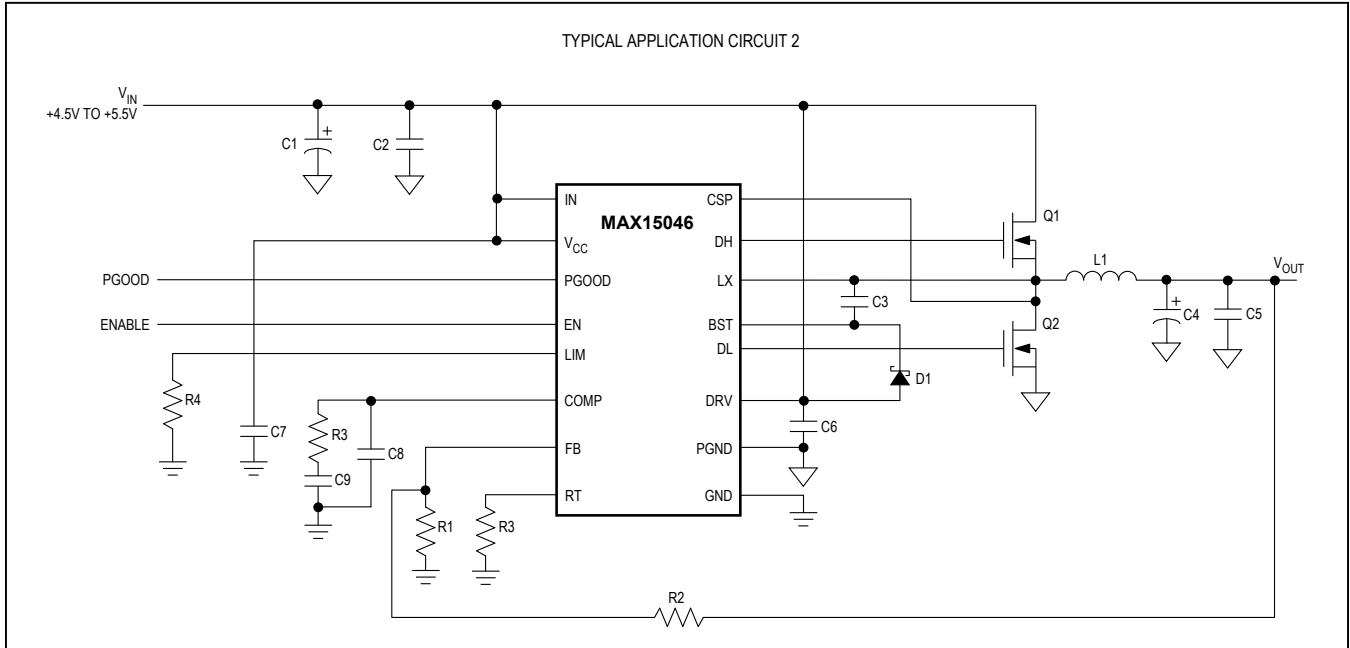 TYPICAL APPLICATION CIRCUIT 2
VIN
+4.5V TO +5.5V
C1
+
C2
IN
MAX15046
CSP
Q1
VCC
DH
PGOOD
PGOOD
LX
L1
VOUT
C3
+
C4
C5
ENABLE
EN
BST
Q2
LIM
DL
D1
R4
COMP
DRV
C7
R3
C8
C6
FB
PGND
C9
RT
GND
R1
R3
R2